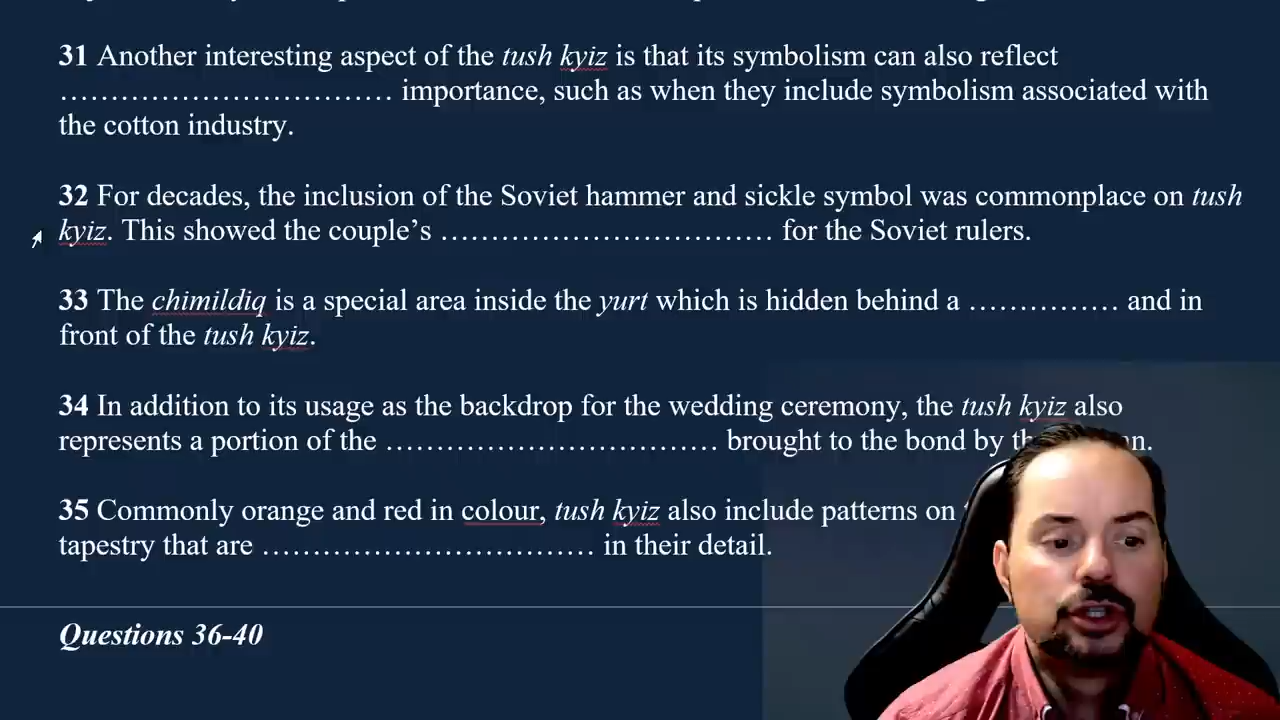 31 Another interesting aspect of the tush kyiz is that its symbolism can also reflect
…………………………… importance, such as when they include symbolism associated with
the cotton industry.
32 For decades, the inclusion of the Soviet hammer and sickle symbol was commonplace on tush
kyiz. This showed the couple’s …………………………… for the Soviet rulers.
33 The chimildiq is a special area inside the yurt which is hidden behind a …………… and in
front of the tush kyiz.
34 In addition to its usage as the backdrop for the wedding ceremony, the tush kyiz also
represents a portion of the …………………………… brought to the bond by
35 Commonly orange and red in colour, tush kyiz also include patterns on
tapestry that are …………………………… in their detail.
Questions 36-40